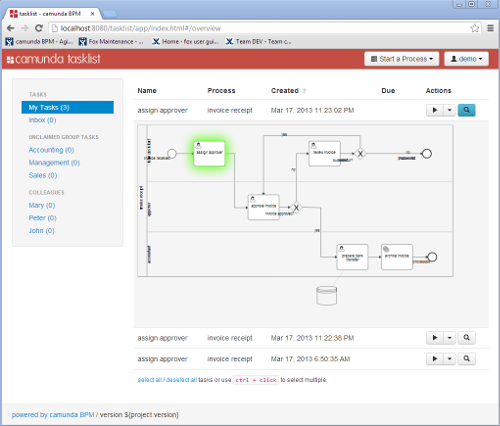 tasklist - camunda BPM
localhost:8080/tasklist/app/index.html#/overview
camunda BPM - Agi...
Fox Maintenance - ...
Home - fox user gui...
Team DEV - Team c...
camunda tasklist
Start a Process
demo
TASKS
My Tasks (3)
Inbox (0)
UNCLAIMED GROUP TASKS
Accounting (0)
Management (0)
Sales (0)
COLLEAGUES
Mary (0)
Peter (0)
John (0)
Name Process Created Due Actions
assign approver invoice receipt Mar 17, 2013 11:23:02 PM
yes
assign approver
review invoice
invoice received
no
approve invoice
invoice approved
yes
prepare bank transfer
archive invoice
assign approver invoice receipt Mar 17, 2013 11:22:38 PM
assign approver invoice receipt Mar 17, 2013 6:50:35 AM
select all / deselect all tasks or use ctrl + click to select multiple.
powered by camunda BPM / version ${project.version}